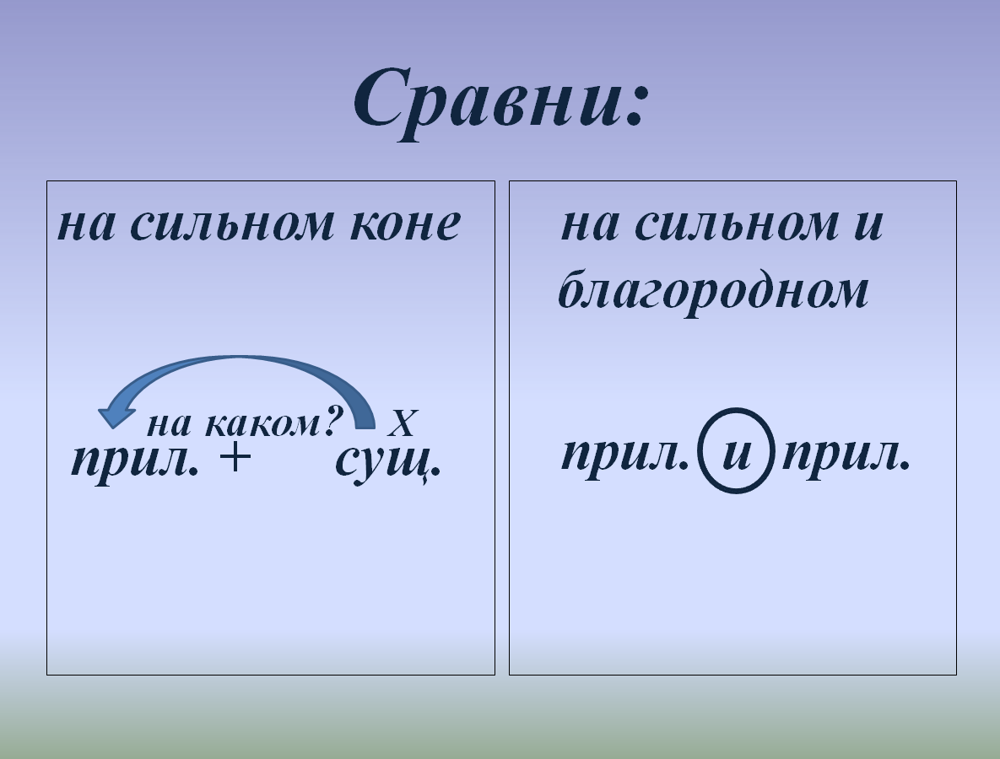 Сравни:
на сильном коне
на каком? X
прил. + сущ.
на сильном и
благородном
прил. и прил.